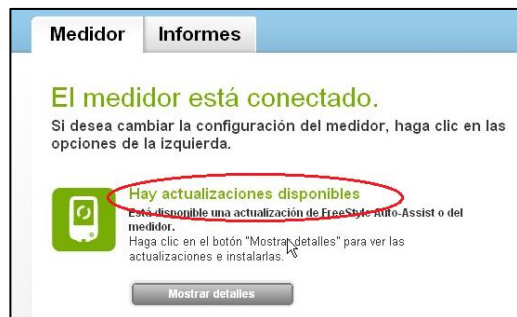 Medidor Informes
El medidor está conectado.
Si desea cambiar la configuración del medidor, haga clic en las
opciones de la izquierda.
Hay actualizaciones disponibles
Está disponible una actualización de FreeStyle Auto-Assist o del
medidor.
Haga clic en el botón "Mostrar detalles" para ver las
actualizaciones e instalarlas.
Mostrar detalles